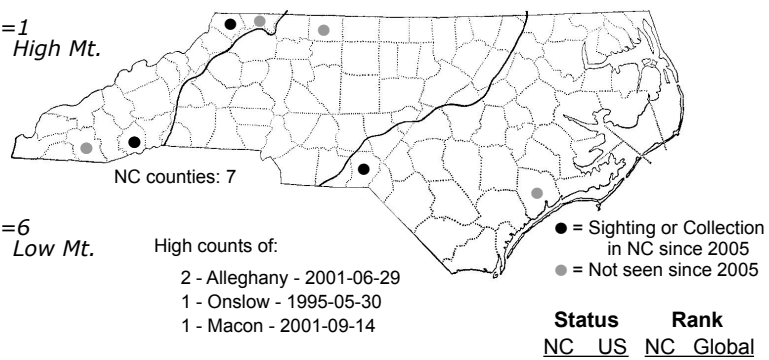 =1
High Mt.
NC counties: 7
=6
Low Mt.
High counts of:
2 - Alleghany - 2001-06-29
1 - Onslow - 1995-05-30
1 - Macon - 2001-09-14
● = Sighting or Collection
in NC since 2005
● = Not seen since 2005
Status Rank
NC US NC Global